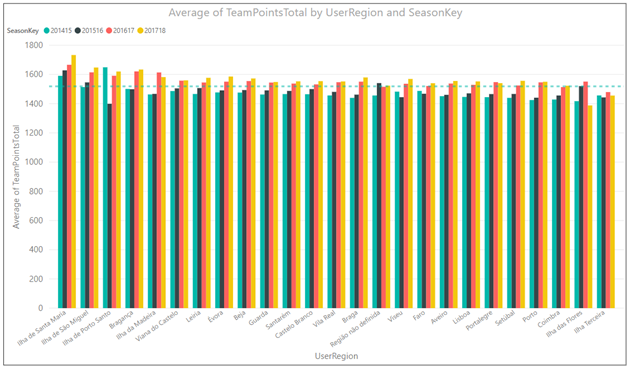 Average of TeamPointsTotal by UserRegion and SeasonKey
SeasonKey 201415 201516 201617 201718
1800
1600
1400
1200
1000
800
600
400
200
0
Average of TeamPointsTotal
Ilha de Santa Maria
Ilha de São Miguel
Ilha de Porto Santo
Bragança
Ilha da Madeira
Viana do Castelo
Leiria
Évora
Beja
Guarda
Santarém
Castelo Branco
Vila Real
Braga
Região não definida
Viseu
Faro
Aveiro
Lisboa
Portalegre
Setúbal
Porto
Coimbra
Ilha das Flores
Ilha Terceira
UserRegion